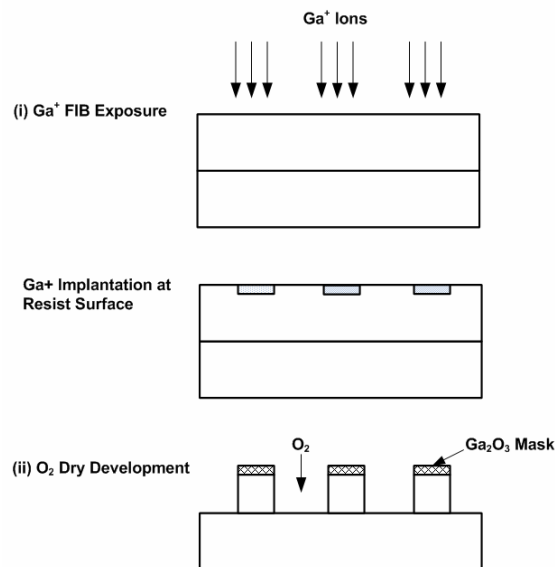 Ga⁺ Ions
(i) Ga⁺ FIB Exposure
Ga+ Implantation at
Resist Surface
O₂
Ga₂O₃ Mask
(ii) O₂ Dry Development